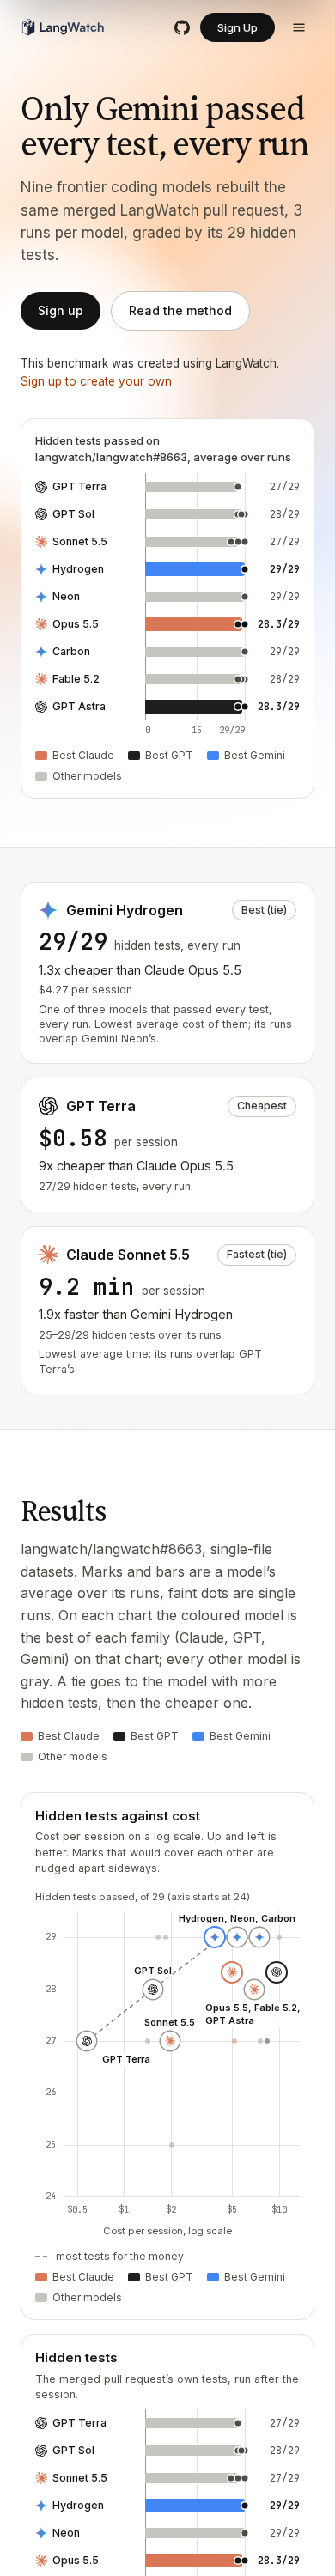 LangWatch
Sign Up
Only Gemini passed
every test, every run
Nine frontier coding models rebuilt the
same merged LangWatch pull request, 3
runs per model, graded by its 29 hidden
tests.
Sign up
Read the method
This benchmark was created using LangWatch.
Sign up to create your own
Hidden tests passed on
langwatch/langwatch#8663, average over runs
GPT Terra 27/29
GPT Sol 28/29
Sonnet 5.5 27/29
Hydrogen 29/29
Neon 29/29
Opus 5.5 28.3/29
Carbon 29/29
Fable 5.2 28/29
GPT Astra 28.3/29
0 15 29/29
Best Claude Best GPT Best Gemini
Other models
Gemini Hydrogen Best (tie)
29/29 hidden tests, every run
1.3x cheaper than Claude Opus 5.5
$4.27 per session
One of three models that passed every test,
every run. Lowest average cost of them; its runs
overlap Gemini Neon’s.
GPT Terra Cheapest
$0.58 per session
9x cheaper than Claude Opus 5.5
27/29 hidden tests, every run
Claude Sonnet 5.5 Fastest (tie)
9.2 min per session
1.9x faster than Gemini Hydrogen
25–29/29 hidden tests over its runs
Lowest average time; its runs overlap GPT
Terra’s.
Results
langwatch/langwatch#8663, single-file
datasets. Marks and bars are a model’s
average over its runs, faint dots are single
runs. On each chart the coloured model is
the best of each family (Claude, GPT,
Gemini) on that chart; every other model is
gray. A tie goes to the model with more
hidden tests, then the cheaper one.
Best Claude Best GPT Best Gemini
Other models
Hidden tests against cost
Cost per session on a log scale. Up and left is
better. Marks that would cover each other are
nudged apart sideways.
Hidden tests passed, of 29 (axis starts at 24)
Hydrogen, Neon, Carbon
29
GPT Sol
28
Opus 5.5, Fable 5.2,
GPT Astra
Sonnet 5.5
27
GPT Terra
26
25
24
$0.5 $1 $2 $5 $10
Cost per session, log scale
most tests for the money
Best Claude Best GPT Best Gemini
Other models
Hidden tests
The merged pull request’s own tests, run after the
session.
GPT Terra 27/29
GPT Sol 28/29
Sonnet 5.5 27/29
Hydrogen 29/29
Neon 29/29
Opus 5.5 28.3/29